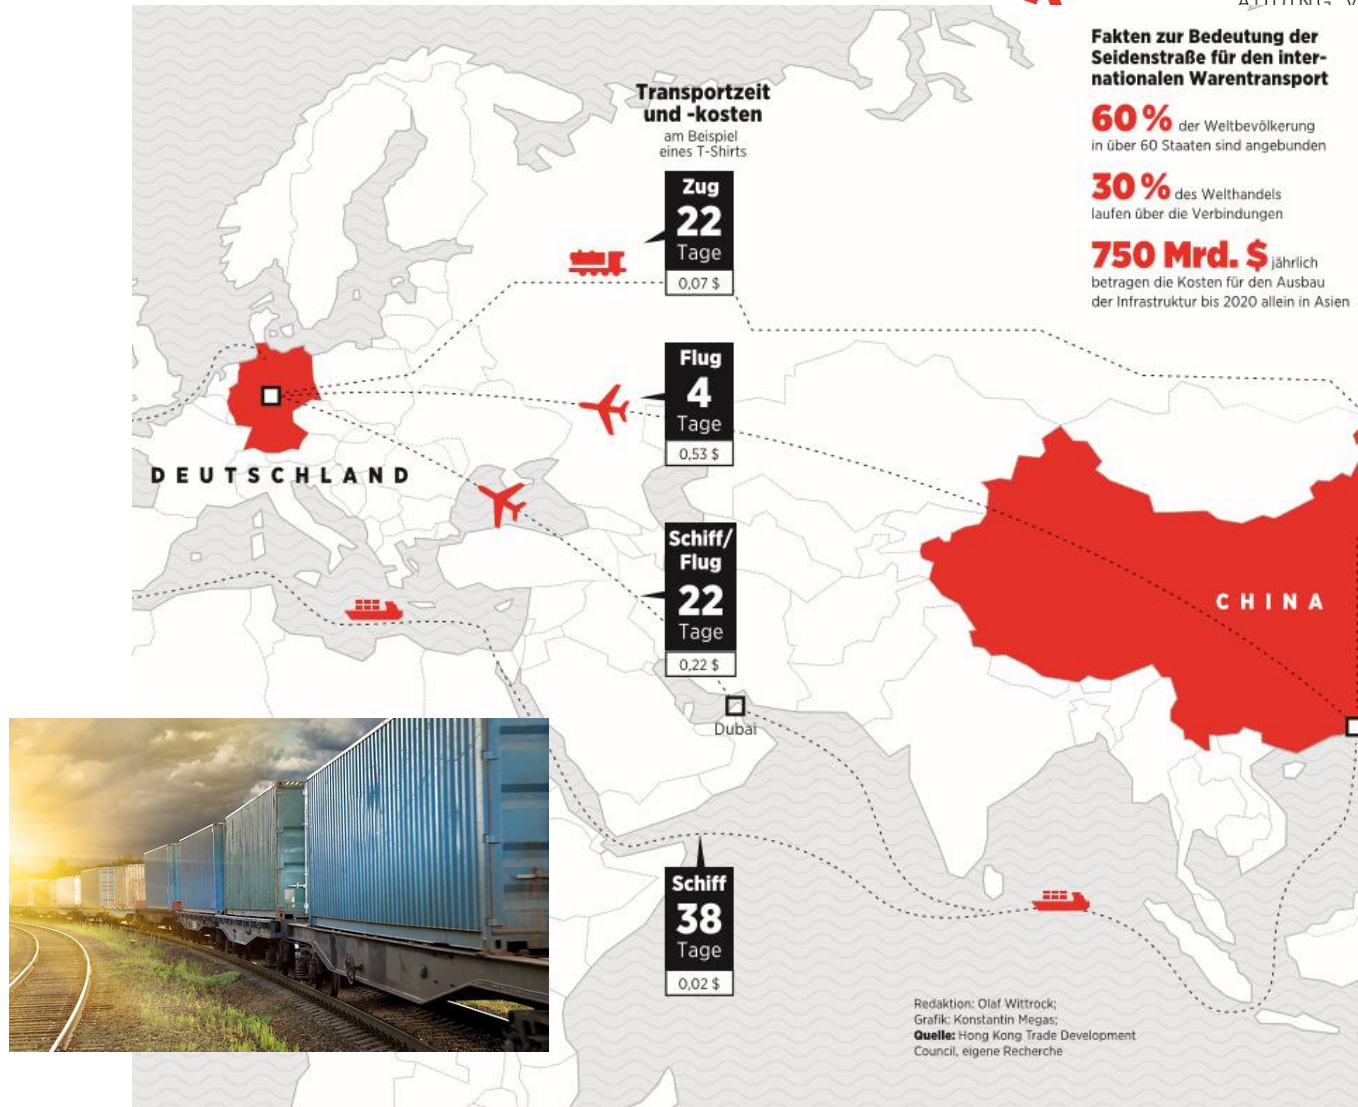 ADDING V
Fakten zur Bedeutung der
Seidenstraße für den inter-
nationalen Warentransport
60 % der Weltbevölkerung
in über 60 Staaten sind angebunden
30 % des Welthandels
laufen über die Verbindungen
750 Mrd. $ jährlich
betragen die Kosten für den Ausbau
der Infrastruktur bis 2020 allein in Asien
Transportzeit
und -kosten
am Beispiel
eines T-Shirts
Zug
22
Tage
0,07 $
Flug
4
Tage
0,53 $
DEUTSCHLAND
Schiff/
Flug
22
Tage
0,22 $
CHINA
Dubai
Schiff
38
Tage
0,02 $
Redaktion: Olaf Wittrock;
Grafik: Konstantin Megas;
Quelle: Hong Kong Trade Development
Council, eigene Recherche